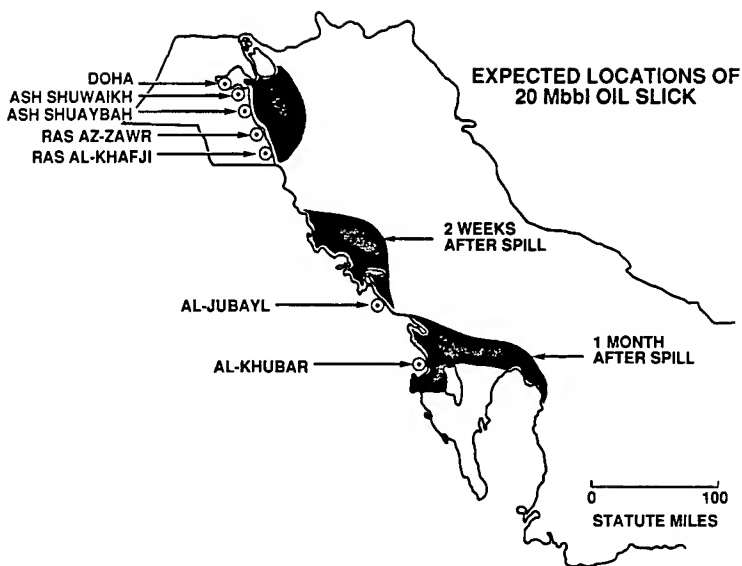 EXPECTED LOCATIONS OF
20 Mbbl OIL SLICK
DOHA
ASH SHUWAIKH
ASH SHUAYBAH
RAS AZ-ZAWR
RAS AL-KHAFJI
2 WEEKS
AFTER SPILL
AL-JUBAYL
1 MONTH
AFTER SPILL
AL-KHUBAR
0 100
STATUTE MILES